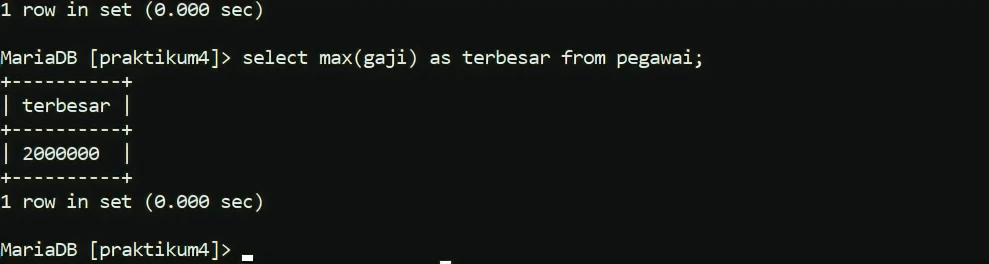 1 row in set (0.000 sec)
MariaDB [praktikum4]> select max(gaji) as terbesar from pegawai;
+----------+
| terbesar |
+----------+
| 2000000  |
+----------+
1 row in set (0.000 sec)
MariaDB [praktikum4]>